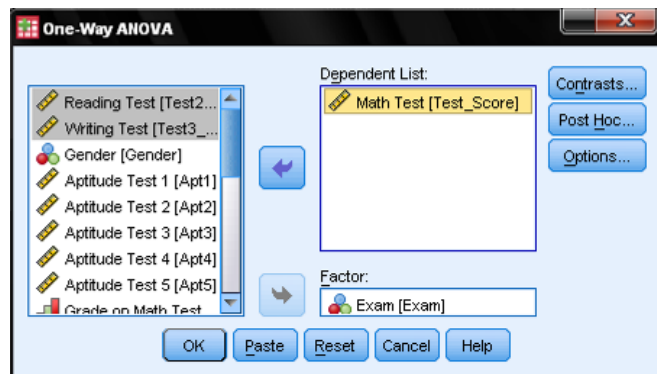 One-Way ANOVA
Reading Test [Test2...
Writing Test [Test3_...
Gender [Gender]
Aptitude Test 1 [Apt1]
Aptitude Test 2 [Apt2]
Aptitude Test 3 [Apt3]
Aptitude Test 4 [Apt4]
Aptitude Test 5 [Apt5]
Grade on Math Test
Dependent List:
Math Test [Test_Score]
Factor:
Exam [Exam]
Contrasts...
Post Hoc...
Options...
OK Paste Reset Cancel Help